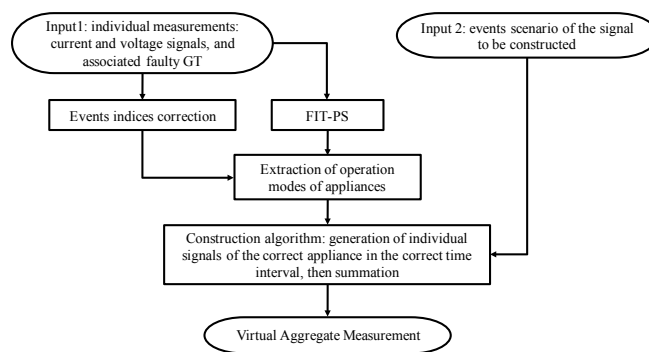 Input1: individual measurements:
current and voltage signals, and
associated faulty GT
Input 2: events scenario of the signal
to be constructed
Events indices correction
FIT-PS
Extraction of operation
modes of appliances
Construction algorithm: generation of individual
signals of the correct appliance in the correct time
interval, then summation
Virtual Aggregate Measurement